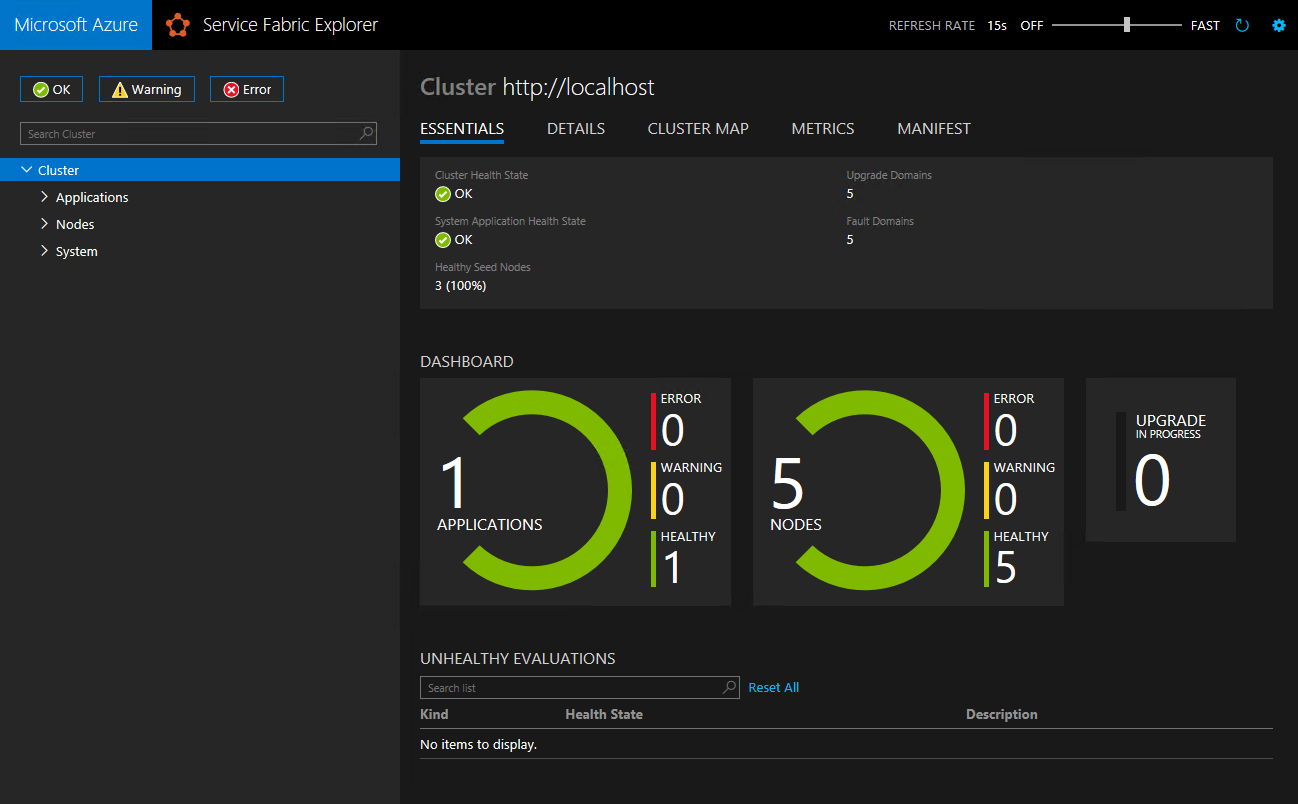 Microsoft Azure
Service Fabric Explorer
REFRESH RATE 15s OFF FAST
OK Warning Error
Search Cluster
Cluster
Applications
Nodes
System
Cluster http://localhost
ESSENTIALS DETAILS CLUSTER MAP METRICS MANIFEST
Cluster Health State
OK
System Application Health State
OK
Healthy Seed Nodes
3 (100%)
Upgrade Domains
5
Fault Domains
5
DASHBOARD
1
APPLICATIONS
ERROR
0
WARNING
0
HEALTHY
1
5
NODES
ERROR
0
WARNING
0
HEALTHY
5
UPGRADE
IN PROGRESS
0
UNHEALTHY EVALUATIONS
Search list Reset All
Kind Health State Description
No items to display.